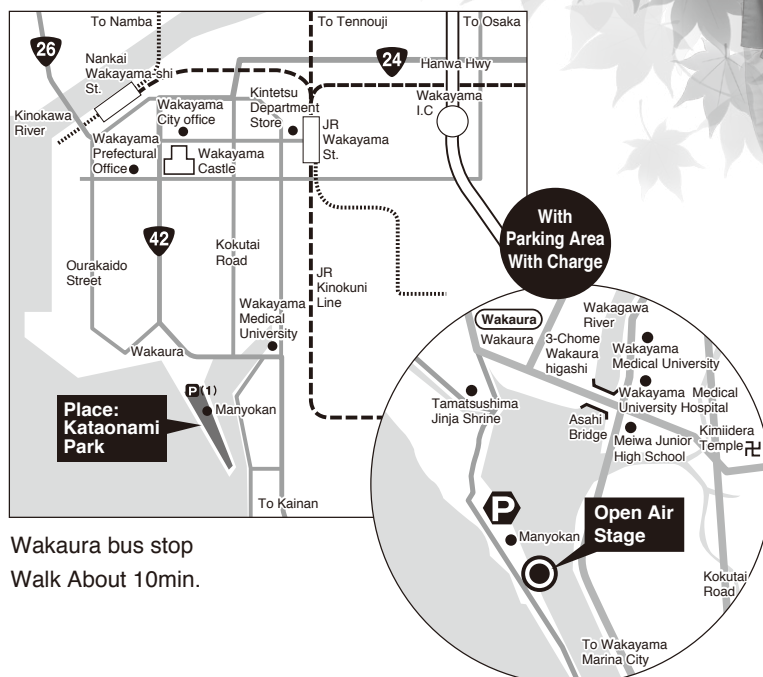 To Namba
To Tennouji
To Osaka
26
24
Hanwa Hwy
Nankai
Wakayama-shi
St.
Kinokawa
River
Wakayama
City office
Kintetsu
Department
Store
Wakayama
I.C
JR
Wakayama
St.
Wakayama
Prefectural
Office
Wakayama
Castle
42
Kokutai
Road
Ourakaido
Street
JR
Kinokuni
Line
Wakayama
Medical
University
Wakaura
P(1)
Manyokan
Place:
Kataonami
Park
To Kainan
With
Parking Area
With Charge
Wakaura
Wakaura
3-Chome
Wakaura
higashi
Wakagawa
River
Wakayama
Medical University
Wakayama Medical
University Hospital
Tamatsushima
Jinja Shrine
Asahi
Bridge
Meiwa Junior
High School
Kimiidera
Temple 卍
P
Manyokan
Open Air
Stage
Kokutai
Road
To Wakayama
Marina City
Wakaura bus stop
Walk About 10min.